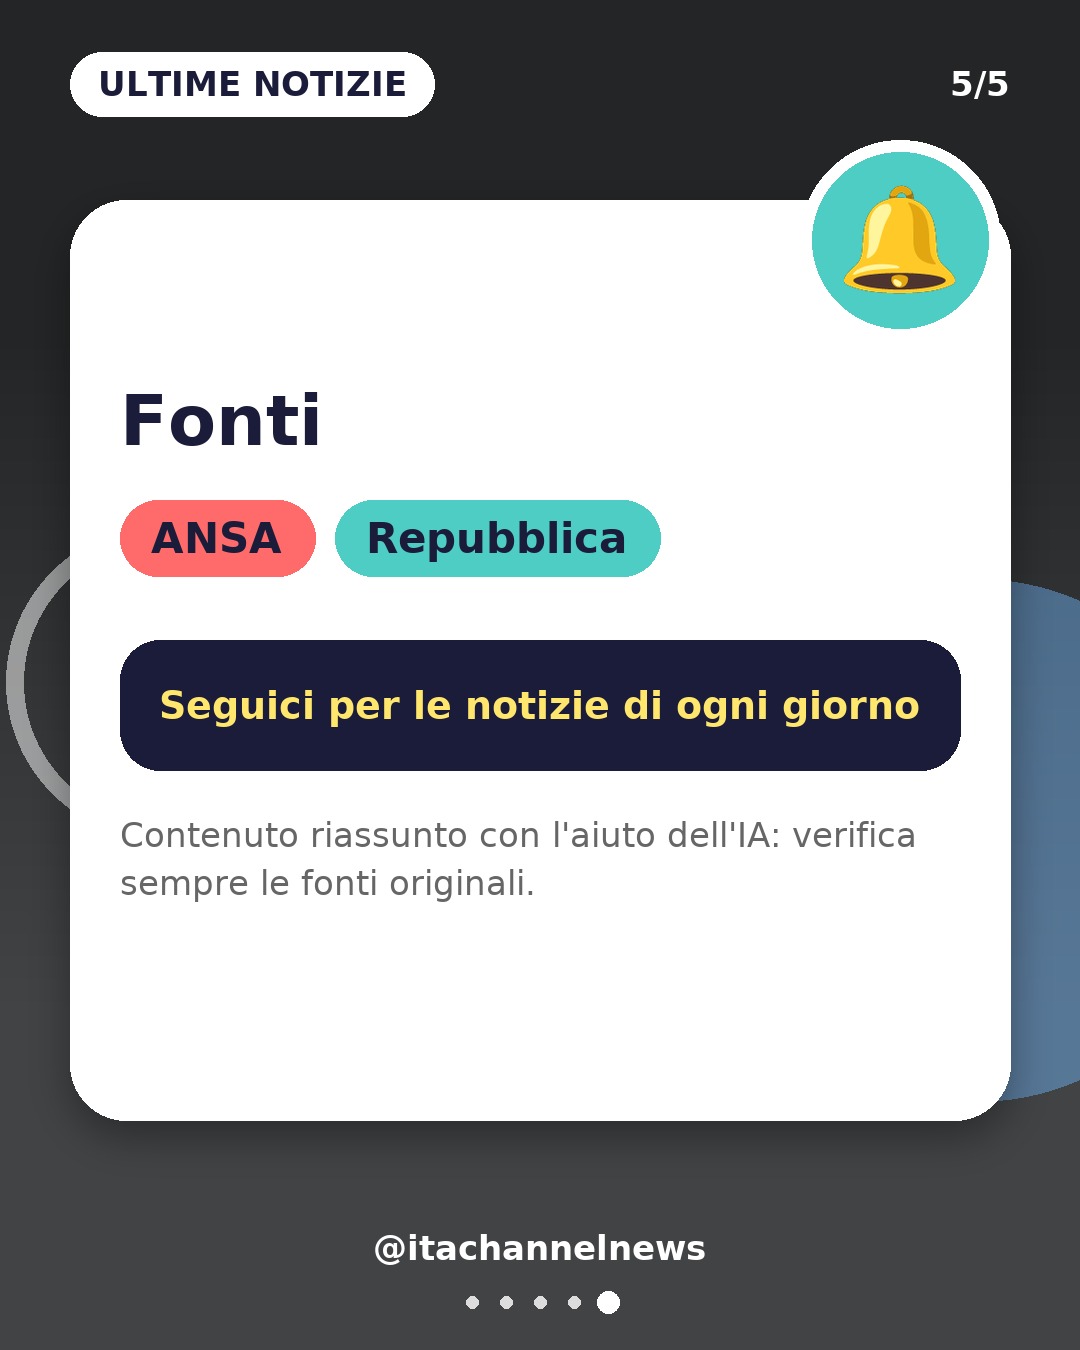 ULTIME NOTIZIE
5/5
Fonti
ANSA
Repubblica
Seguici per le notizie di ogni giorno
Contenuto riassunto con l'aiuto dell'IA: verifica
sempre le fonti originali.
@itachannelnews